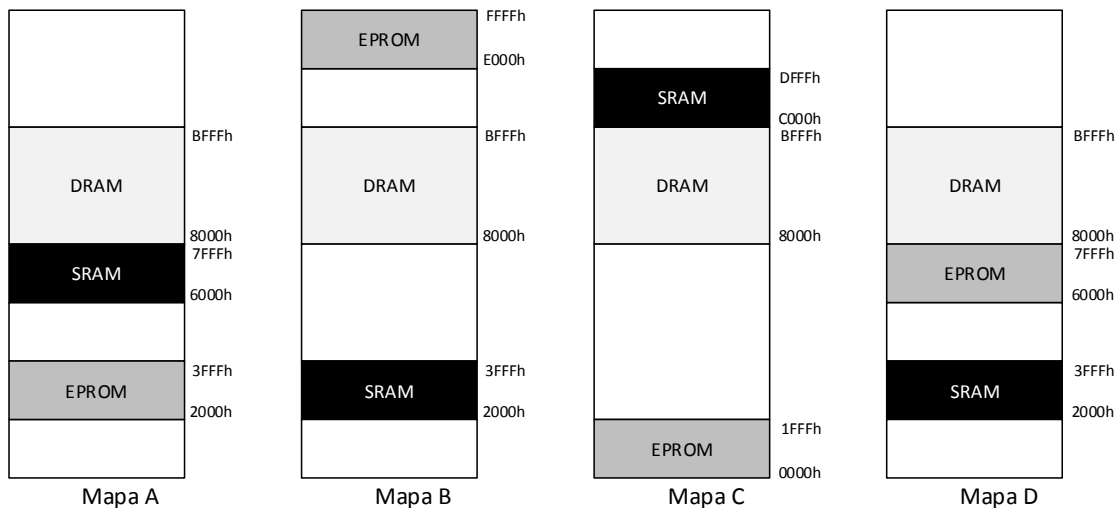 BFFFh
DRAM
8000h
7FFFh
SRAM
6000h
3FFFh
EPROM
2000h
Mapa A
FFFFh
EPROM
E000h
BFFFh
DRAM
8000h
3FFFh
SRAM
2000h
Mapa B
DFFFh
SRAM
C000h
BFFFh
DRAM
8000h
1FFFh
EPROM
0000h
Mapa C
BFFFh
DRAM
8000h
7FFFh
EPROM
6000h
3FFFh
SRAM
2000h
Mapa D